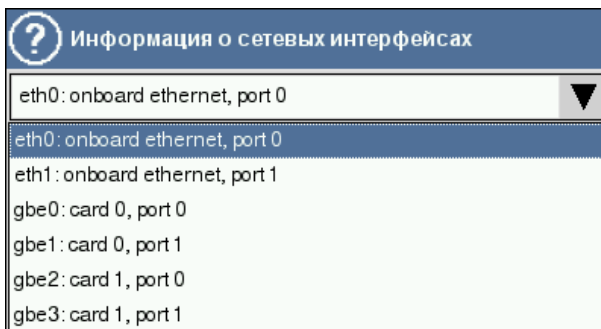 ? Информация о сетевых интерфейсах
eth0: onboard ethernet, port 0
eth0: onboard ethernet, port 0
eth1: onboard ethernet, port 1
gbe0: card 0, port 0
gbe1: card 0, port 1
gbe2: card 1, port 0
gbe3: card 1, port 1